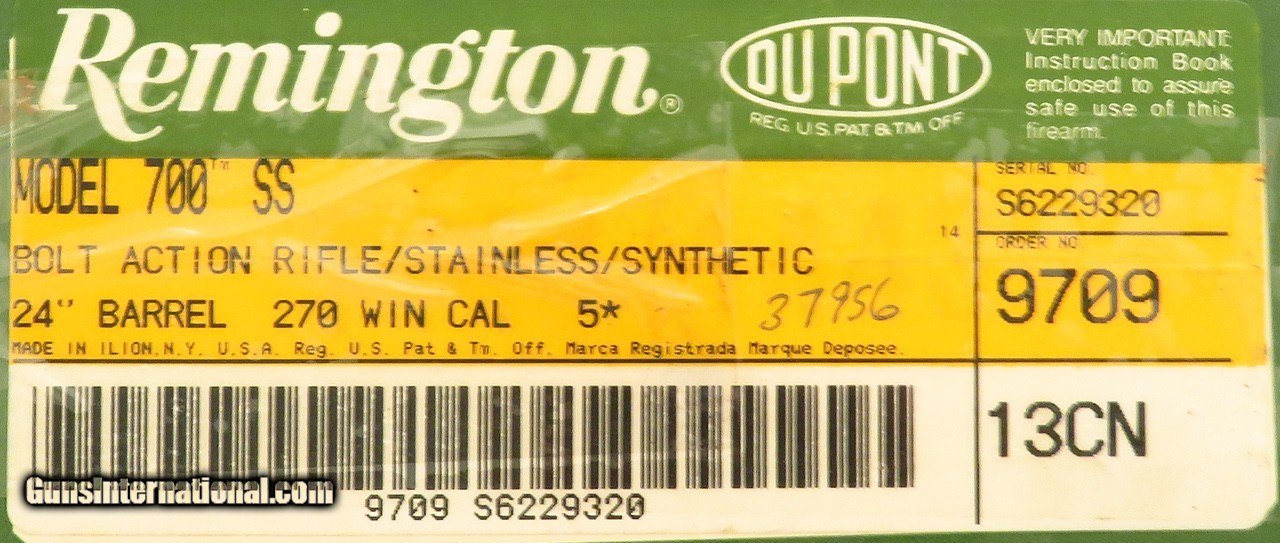 Remington®
DU PONT
REG. U.S. PAT & TM. OFF.
VERY IMPORTANT:
Instruction Book
enclosed to assure
safe use of this
firearm.
MODEL 700™ SS
BOLT ACTION RIFLE/STAINLESS/SYNTHETIC
24" BARREL 270 WIN CAL 5*
37956
MADE IN ILION, N.Y. U.S.A. Reg. U.S. Pat & Tm. Off. Marca Registrada Marque Deposee.
14
SERIAL NO.
S6229320
ORDER NO.
9709
13CN
9709 S6229320
GunsInternational.com